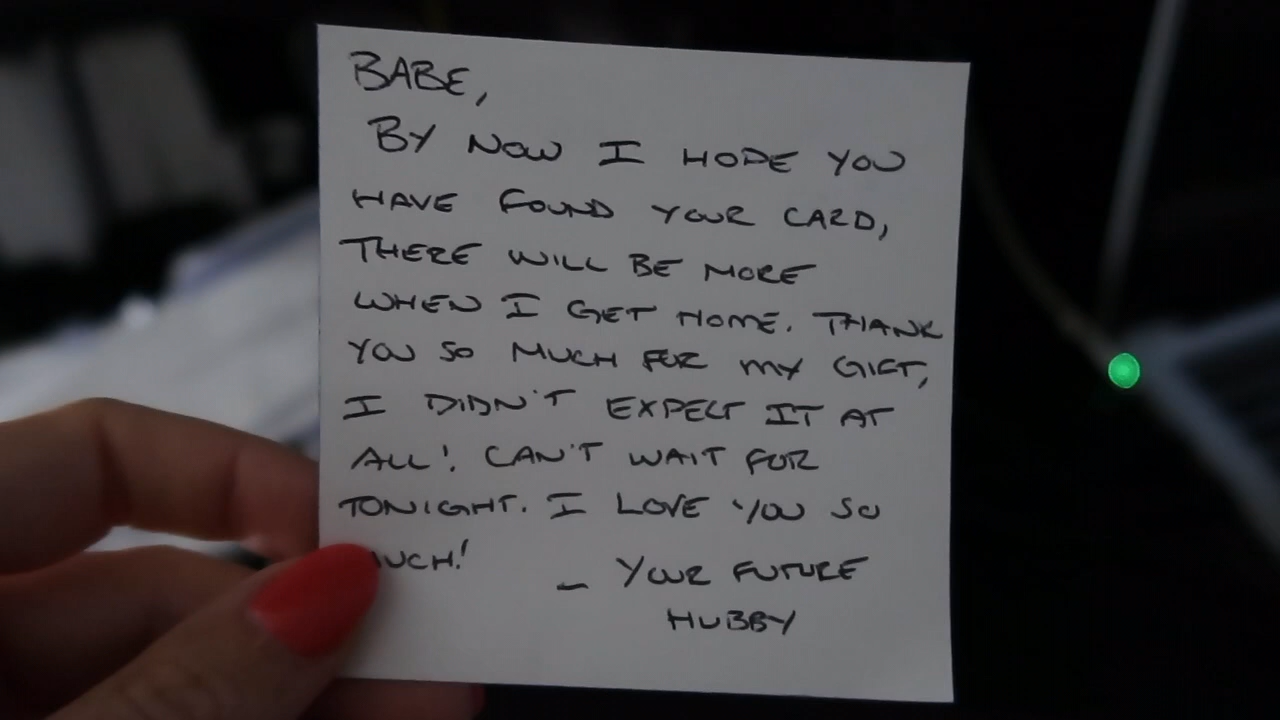 BABE,
BY NOW I HOPE YOU
HAVE FOUND YOUR CARD,
THERE WILL BE MORE
WHEN I GET HOME. THANK
YOU SO MUCH FOR MY GIFT,
I DIDN'T EXPECT IT AT
ALL! CAN'T WAIT FOR
TONIGHT. I LOVE YOU SO
MUCH!
– YOUR FUTURE
HUBBY